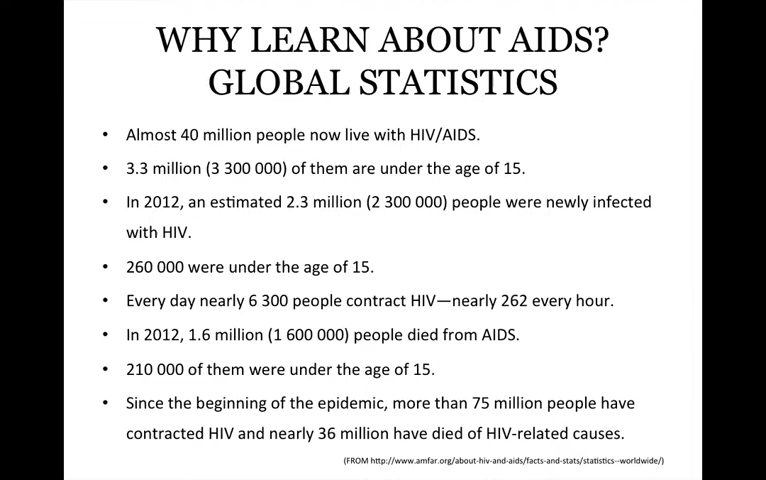 WHY LEARN ABOUT AIDS?
GLOBAL STATISTICS
• Almost 40 million people now live with HIV/AIDS.
• 3.3 million (3 300 000) of them are under the age of 15.
• In 2012, an estimated 2.3 million (2 300 000) people were newly infected
with HIV.
• 260 000 were under the age of 15.
• Every day nearly 6 300 people contract HIV—nearly 262 every hour.
• In 2012, 1.6 million (1 600 000) people died from AIDS.
• 210 000 of them were under the age of 15.
• Since the beginning of the epidemic, more than 75 million people have
contracted HIV and nearly 36 million have died of HIV-related causes.
(FROM http://www.amfar.org/about-hiv-and-aids/facts-and-stats/statistics--worldwide/)